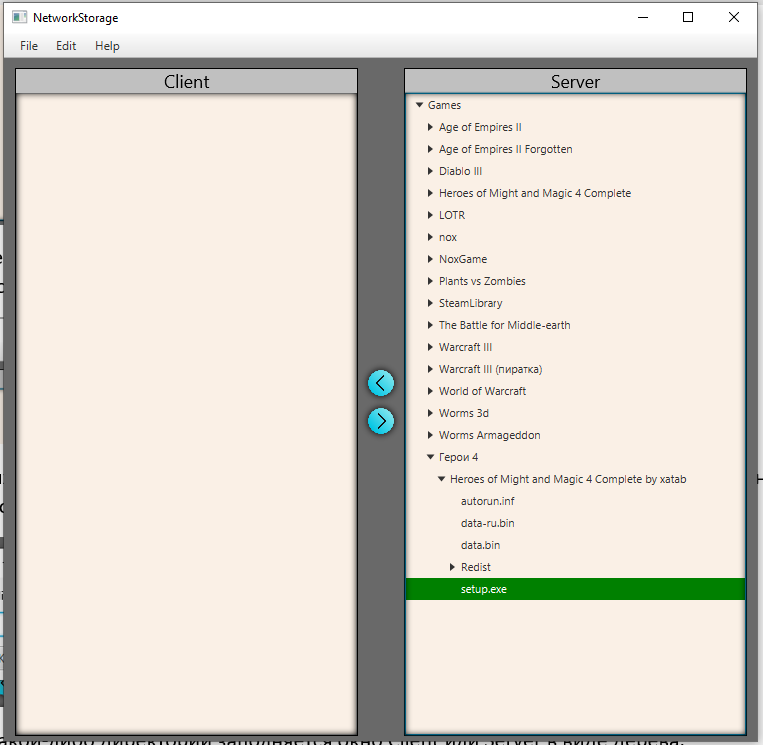 NetworkStorage
File Edit Help
Client
Server
Games
Age of Empires II
Age of Empires II Forgotten
Diablo III
Heroes of Might and Magic 4 Complete
LOTR
nox
NoxGame
Plants vs Zombies
SteamLibrary
The Battle for Middle-earth
Warcraft III
Warcraft III (пиратка)
World of Warcraft
Worms 3d
Worms Armageddon
Герои 4
Heroes of Might and Magic 4 Complete by xatab
autorun.inf
data-ru.bin
data.bin
Redist
setup.exe